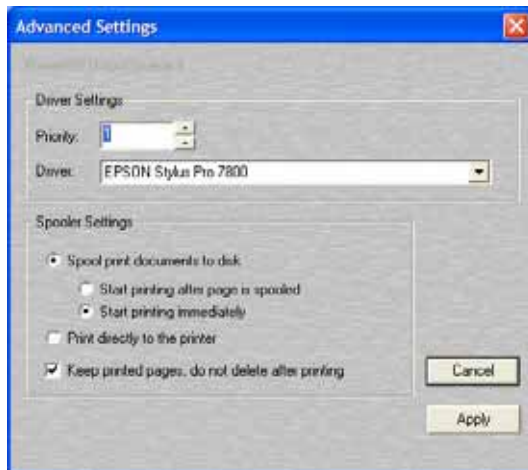 Advanced Settings
Driver Settings
Priority: 1
Driver: EPSON Stylus Pro 7800
Spooler Settings
Spool print documents to disk
Start printing after page is spooled
Start printing immediately
Print directly to the printer
Keep printed pages, do not delete after printing
Cancel
Apply